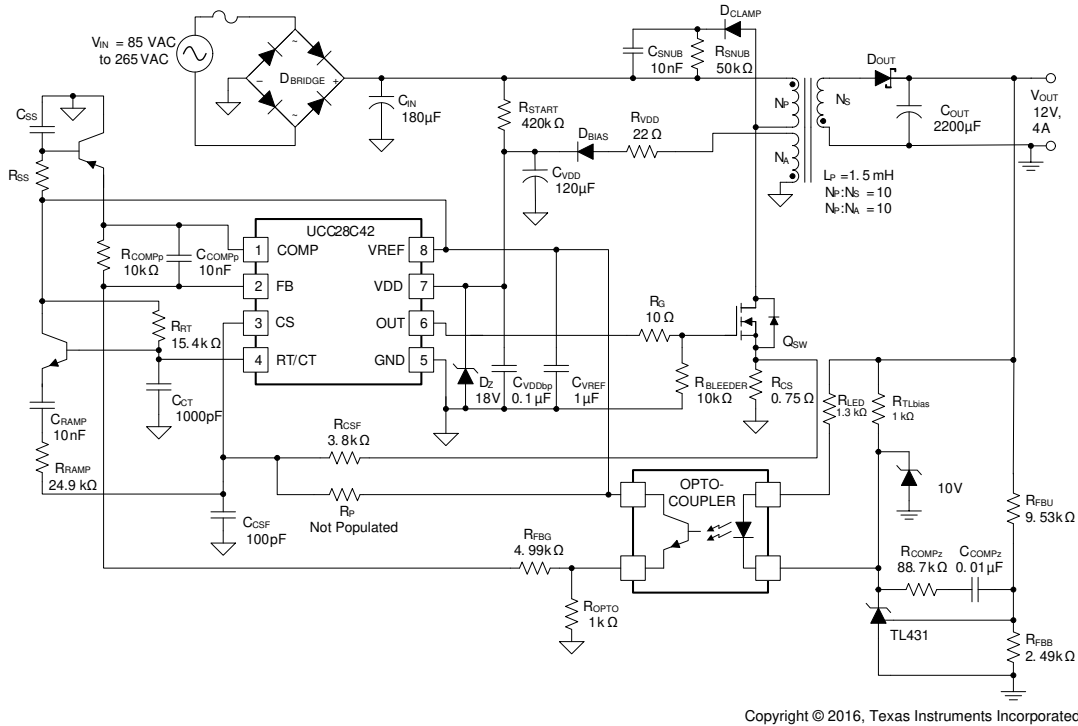 V_IN = 85 VAC
to 265 VAC
D_BRIDGE
~
~
−
+
C_IN
180µF
D_CLAMP
C_SNUB
10nF
R_SNUB
50kΩ
R_START
420kΩ
R_VDD
22 Ω
D_BIAS
C_VDD
120µF
N_P
N_S
N_A
L_P =1.5 mH
N_P:N_S = 10
N_P:N_A = 10
D_OUT
C_OUT
2200µF
V_OUT
12V,
4A
C_SS
R_SS
R_COMPp
10kΩ
C_COMPp
10nF
UCC28C42
1 COMP
2 FB
3 CS
4 RT/CT
VREF 8
VDD 7
OUT 6
GND 5
R_RT
15.4kΩ
C_CT
1000pF
C_RAMP
10nF
R_RAMP
24.9 kΩ
D_Z
18V
C_VDDbp
0.1µF
C_VREF
1µF
R_G
10Ω
Q_SW
R_BLEEDER
10kΩ
R_CS
0.75Ω
R_LED
1.3 kΩ
R_TLbias
1 kΩ
10V
R_CSF
3.8kΩ
R_P
Not Populated
C_CSF
100pF
OPTO-
COUPLER
R_FBG
4.99kΩ
R_OPTO
1kΩ
R_FBU
9.53kΩ
R_COMPz
88.7kΩ
C_COMPz
0.01µF
TL431
R_FBB
2.49kΩ
Copyright © 2016, Texas Instruments Incorporated